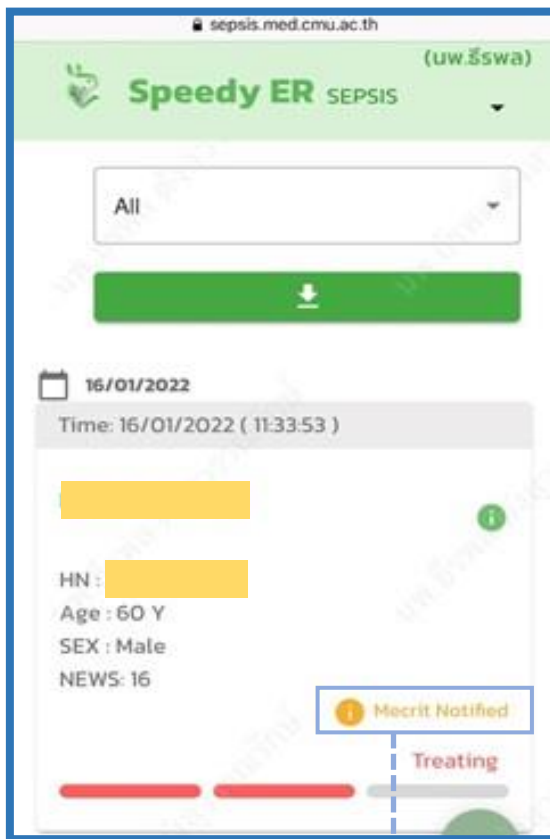 sepsis.med.cmu.ac.th
(นพ.ธีรพล)
Speedy ER SEPSIS
All
16/01/2022
Time: 16/01/2022 ( 11:33:53 )
HN :
Age : 60 Y
SEX : Male
NEWS: 16
Mecrit Notified
Treating